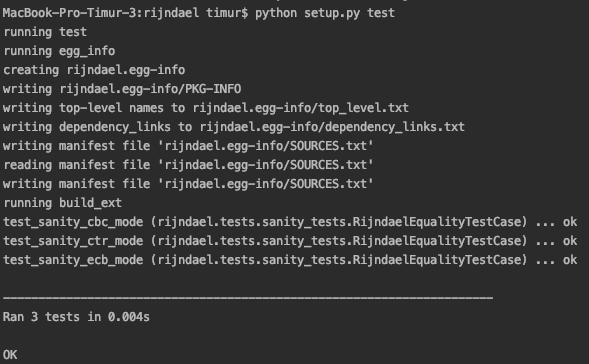 MacBook-Pro-Timur-3:rijndael timur$ python setup.py test
running test
running egg_info
creating rijndael.egg-info
writing rijndael.egg-info/PKG-INFO
writing top-level names to rijndael.egg-info/top_level.txt
writing dependency_links to rijndael.egg-info/dependency_links.txt
writing manifest file 'rijndael.egg-info/SOURCES.txt'
reading manifest file 'rijndael.egg-info/SOURCES.txt'
writing manifest file 'rijndael.egg-info/SOURCES.txt'
running build_ext
test_sanity_cbc_mode (rijndael.tests.sanity_tests.RijndaelEqualityTestCase) ... ok
test_sanity_ctr_mode (rijndael.tests.sanity_tests.RijndaelEqualityTestCase) ... ok
test_sanity_ecb_mode (rijndael.tests.sanity_tests.RijndaelEqualityTestCase) ... ok
----------------------------------------------------------------------
Ran 3 tests in 0.004s
OK